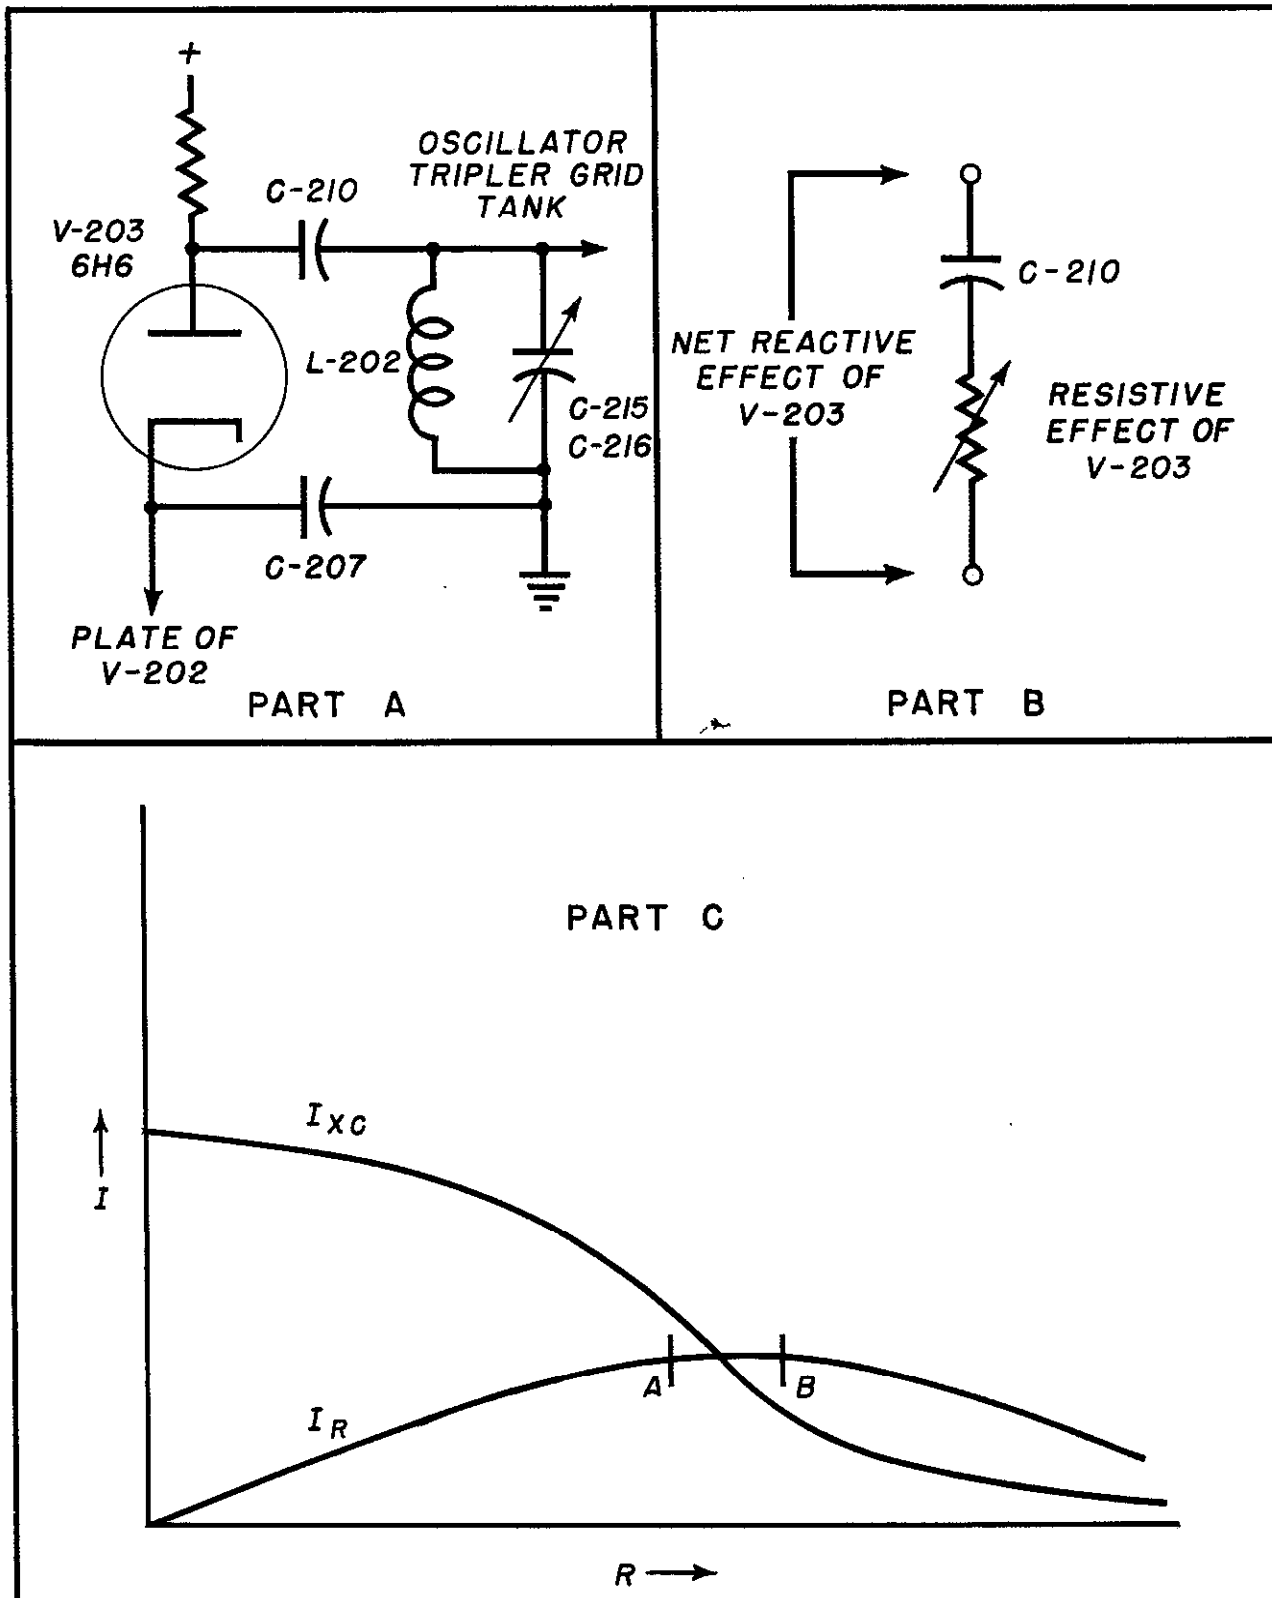 +
OSCILLATOR
TRIPLER GRID
TANK
C-210
V-203
6H6
L-202
C-215
C-216
C-207
PLATE OF
V-202
PART A
C-210
NET REACTIVE
EFFECT OF
V-203
RESISTIVE
EFFECT OF
V-203
PART B
PART C
IXC
I
A
B
IR
R